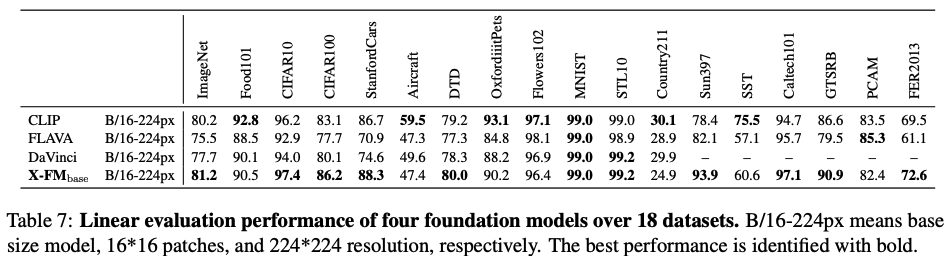 ImageNet Food101 CIFAR10 CIFAR100 StanfordCars Aircraft DTD OxfordiiitPets Flowers102 MNIST STL10 Country211 Sun397 SST Caltech101 GTSRB PCAM FER2013
CLIP B/16-224px 80.2 92.8 96.2 83.1 86.7 59.5 79.2 93.1 97.1 99.0 99.0 30.1 78.4 75.5 94.7 86.6 83.5 69.5
FLAVA B/16-224px 75.5 88.5 92.9 77.7 70.9 47.3 77.3 84.8 98.1 99.0 98.9 28.9 82.1 57.1 95.7 79.5 85.3 61.1
DaVinci B/16-224px 77.7 90.1 94.0 80.1 74.6 49.6 78.3 88.2 96.9 99.0 99.2 29.9 – – – – – –
X-FMbase B/16-224px 81.2 90.5 97.4 86.2 88.3 47.4 80.0 90.2 96.4 99.0 99.2 24.9 93.9 60.6 97.1 90.9 82.4 72.6
Table 7: Linear evaluation performance of four foundation models over 18 datasets. B/16-224px means base
size model, 16*16 patches, and 224*224 resolution, respectively. The best performance is identified with bold.